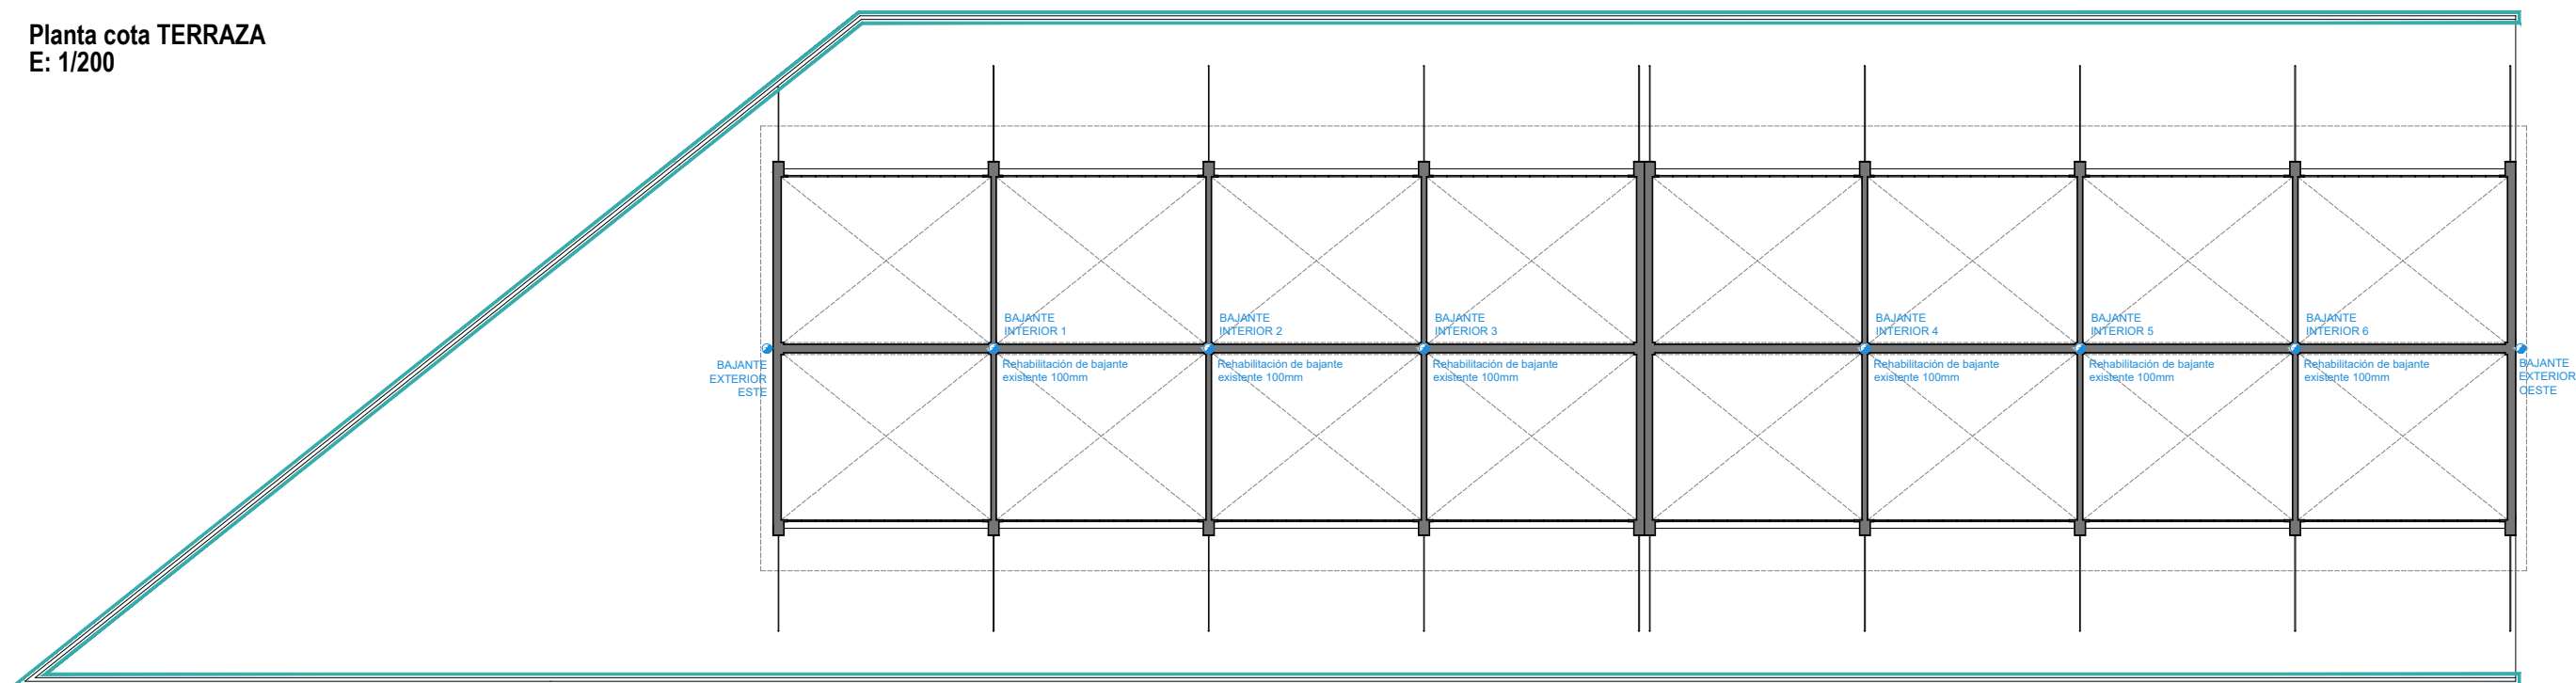 Planta cota TERRAZA
E: 1/200
BAJANTE
INTERIOR 1
BAJANTE
INTERIOR 2
BAJANTE
INTERIOR 3
BAJANTE
INTERIOR 4
BAJANTE
INTERIOR 5
BAJANTE
INTERIOR 6
BAJANTE
EXTERIOR
ESTE
Rehabilitación de bajante
existente 100mm
Rehabilitación de bajante
existente 100mm
Rehabilitación de bajante
existente 100mm
Rehabilitación de bajante
existente 100mm
Rehabilitación de bajante
existente 100mm
Rehabilitación de bajante
existente 100mm
BAJANTE
EXTERIOR
OESTE